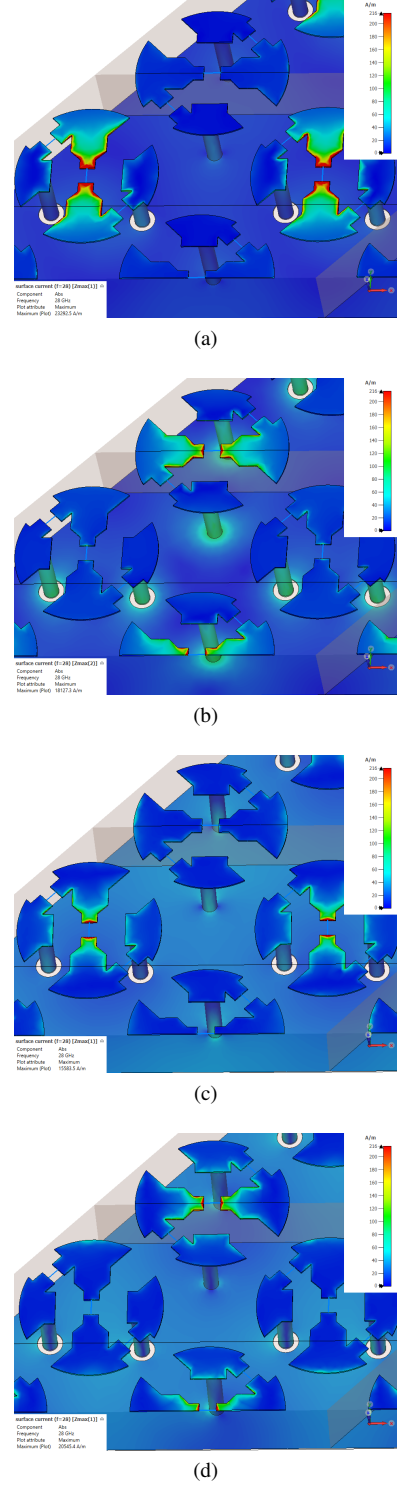 A/m
216
200
180
160
140
120
100
80
60
40
20
0
surface current (f=28) [Zmax(1)]
Component Abs
Frequency 28 GHz
Plot attribute Maximum
Maximum (Plot) 23292.5 A/m
(a)
A/m
216
200
180
160
140
120
100
80
60
40
20
0
surface current (f=28) [Zmax(2)]
Component Abs
Frequency 28 GHz
Plot attribute Maximum
Maximum (Plot) 18127.3 A/m
(b)
A/m
216
200
180
160
140
120
100
80
60
40
20
0
surface current (f=28) [Zmax(1)]
Component Abs
Frequency 28 GHz
Plot attribute Maximum
Maximum (Plot) 15583.5 A/m
(c)
A/m
216
200
180
160
140
120
100
80
60
40
20
0
surface current (f=28) [Zmax(1)]
Component Abs
Frequency 28 GHz
Plot attribute Maximum
Maximum (Plot) 20545.4 A/m
(d)